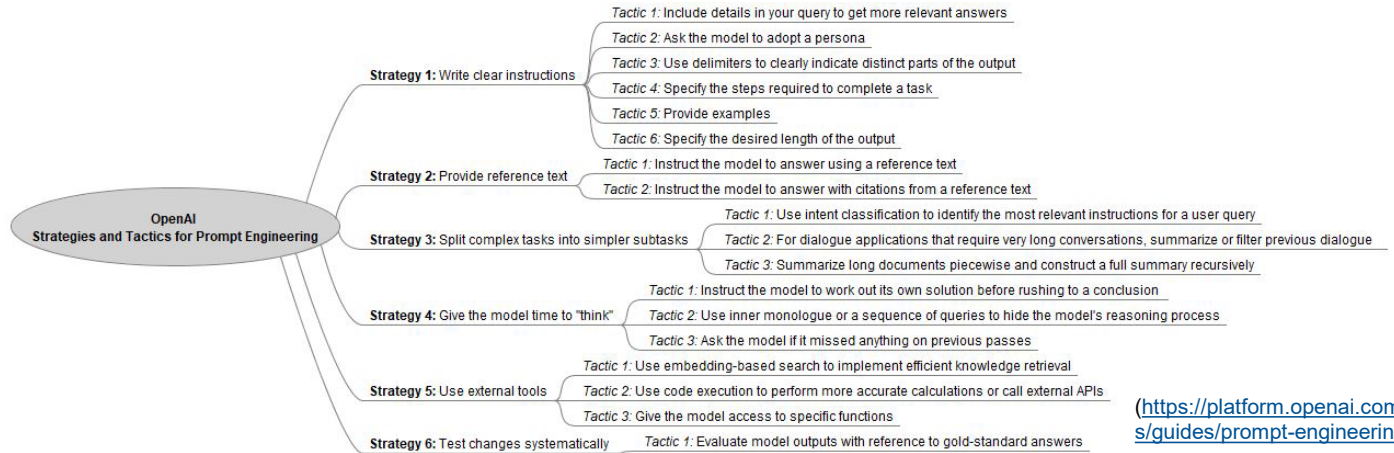 OpenAI
Strategies and Tactics for Prompt Engineering
Strategy 1: Write clear instructions
Tactic 1: Include details in your query to get more relevant answers
Tactic 2: Ask the model to adopt a persona
Tactic 3: Use delimiters to clearly indicate distinct parts of the output
Tactic 4: Specify the steps required to complete a task
Tactic 5: Provide examples
Tactic 6: Specify the desired length of the output
Strategy 2: Provide reference text
Tactic 1: Instruct the model to answer using a reference text
Tactic 2: Instruct the model to answer with citations from a reference text
Strategy 3: Split complex tasks into simpler subtasks
Tactic 1: Use intent classification to identify the most relevant instructions for a user query
Tactic 2: For dialogue applications that require very long conversations, summarize or filter previous dialogue
Tactic 3: Summarize long documents piecewise and construct a full summary recursively
Strategy 4: Give the model time to "think"
Tactic 1: Instruct the model to work out its own solution before rushing to a conclusion
Tactic 2: Use inner monologue or a sequence of queries to hide the model's reasoning process
Tactic 3: Ask the model if it missed anything on previous passes
Strategy 5: Use external tools
Tactic 1: Use embedding-based search to implement efficient knowledge retrieval
Tactic 2: Use code execution to perform more accurate calculations or call external APIs
Tactic 3: Give the model access to specific functions
Strategy 6: Test changes systematically
Tactic 1: Evaluate model outputs with reference to gold-standard answers
(https://platform.openai.com
s/guides/prompt-engineerin